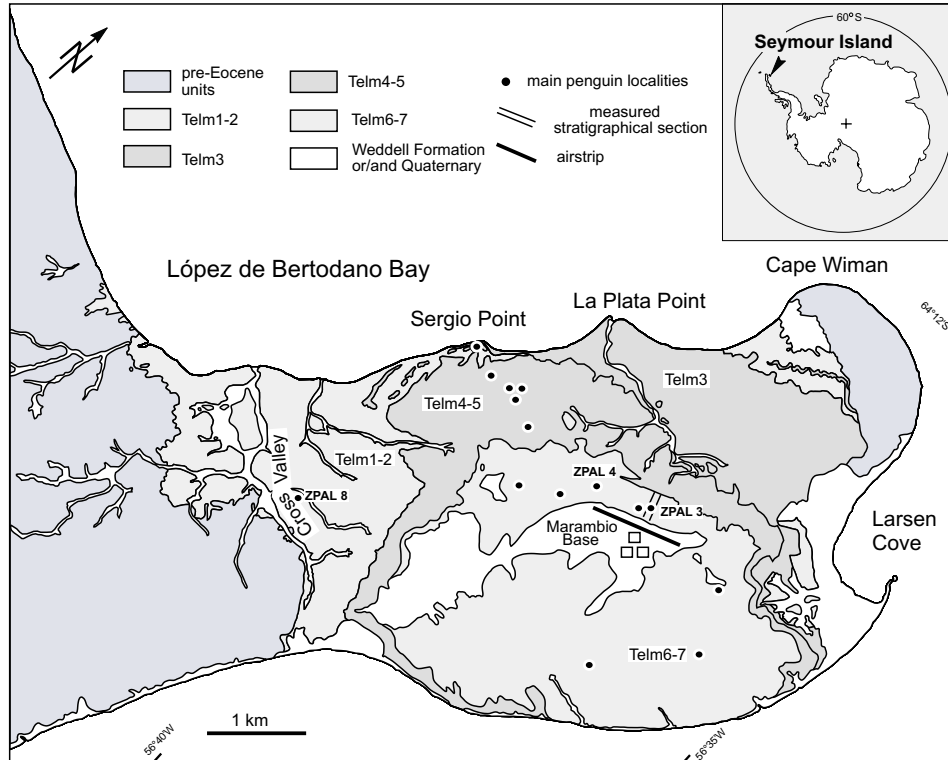 N
60°S
Seymour Island
pre-Eocene
units
Telm1-2
Telm3
Telm4-5
Telm6-7
Weddell Formation
or/and Quaternary
main penguin localities
measured
stratigraphical section
airstrip
López de Bertodano Bay
Sergio Point
La Plata Point
Cape Wiman
64°12'S
Telm3
Telm4-5
Telm1-2
Cross Valley
ZPAL 8
ZPAL 4
ZPAL 3
Marambio
Base
Larsen
Cove
Telm6-7
1 km
56°40'W
56°35'W